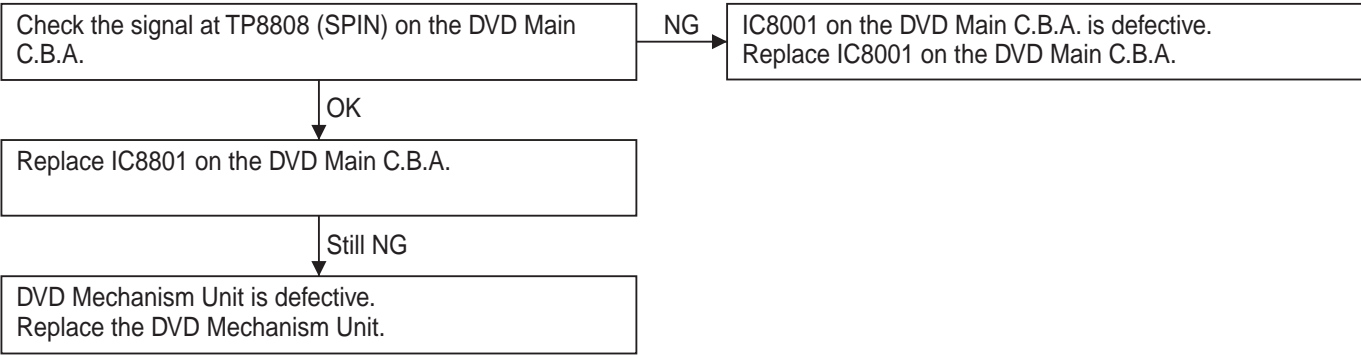 Check the signal at TP8808 (SPIN) on the DVD Main
C.B.A.
NG
IC8001 on the DVD Main C.B.A. is defective.
Replace IC8001 on the DVD Main C.B.A.
OK
Replace IC8801 on the DVD Main C.B.A.
Still NG
DVD Mechanism Unit is defective.
Replace the DVD Mechanism Unit.